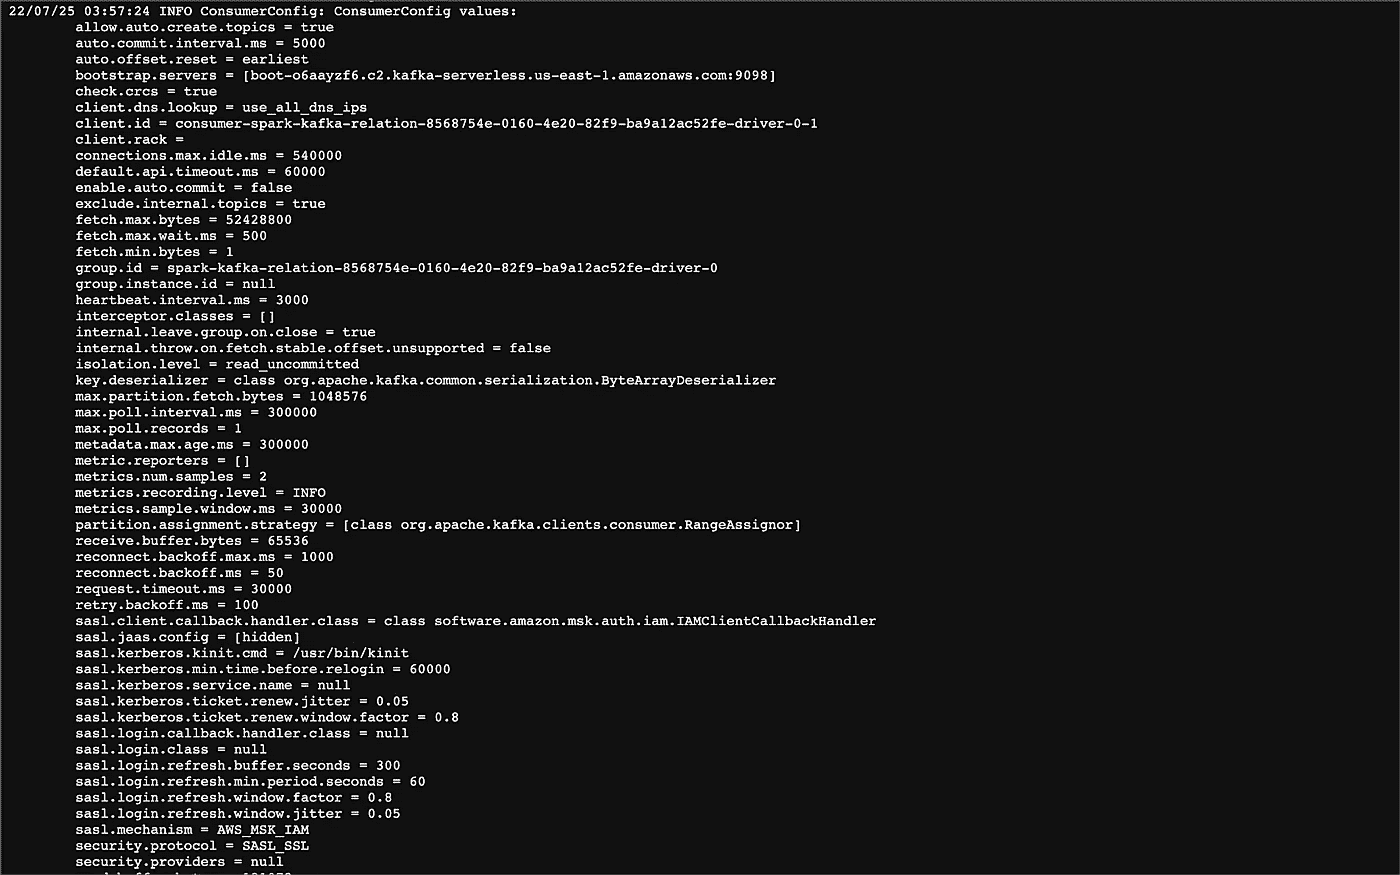 22/07/25 03:57:24 INFO ConsumerConfig: ConsumerConfig values:
allow.auto.create.topics = true
auto.commit.interval.ms = 5000
auto.offset.reset = earliest
bootstrap.servers = [boot-o6aayzf6.c2.kafka-serverless.us-east-1.amazonaws.com:9098]
check.crcs = true
client.dns.lookup = use_all_dns_ips
client.id = consumer-spark-kafka-relation-8568754e-0160-4e20-82f9-ba9a12ac52fe-driver-0-1
client.rack =
connections.max.idle.ms = 540000
default.api.timeout.ms = 60000
enable.auto.commit = false
exclude.internal.topics = true
fetch.max.bytes = 52428800
fetch.max.wait.ms = 500
fetch.min.bytes = 1
group.id = spark-kafka-relation-8568754e-0160-4e20-82f9-ba9a12ac52fe-driver-0
group.instance.id = null
heartbeat.interval.ms = 3000
interceptor.classes = []
internal.leave.group.on.close = true
internal.throw.on.fetch.stable.offset.unsupported = false
isolation.level = read_uncommitted
key.deserializer = class org.apache.kafka.common.serialization.ByteArrayDeserializer
max.partition.fetch.bytes = 1048576
max.poll.interval.ms = 300000
max.poll.records = 1
metadata.max.age.ms = 300000
metric.reporters = []
metrics.num.samples = 2
metrics.recording.level = INFO
metrics.sample.window.ms = 30000
partition.assignment.strategy = [class org.apache.kafka.clients.consumer.RangeAssignor]
receive.buffer.bytes = 65536
reconnect.backoff.max.ms = 1000
reconnect.backoff.ms = 50
request.timeout.ms = 30000
retry.backoff.ms = 100
sasl.client.callback.handler.class = class software.amazon.msk.auth.iam.IAMClientCallbackHandler
sasl.jaas.config = [hidden]
sasl.kerberos.kinit.cmd = /usr/bin/kinit
sasl.kerberos.min.time.before.relogin = 60000
sasl.kerberos.service.name = null
sasl.kerberos.ticket.renew.jitter = 0.05
sasl.kerberos.ticket.renew.window.factor = 0.8
sasl.login.callback.handler.class = null
sasl.login.class = null
sasl.login.refresh.buffer.seconds = 300
sasl.login.refresh.min.period.seconds = 60
sasl.login.refresh.window.factor = 0.8
sasl.login.refresh.window.jitter = 0.05
sasl.mechanism = AWS_MSK_IAM
security.protocol = SASL_SSL
security.providers = null